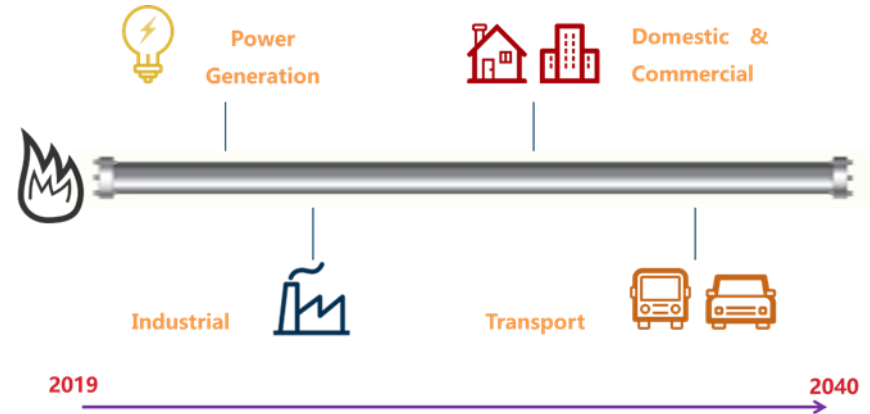 Power
Generation
Domestic &
Commercial
Industrial
Transport
2019
2040